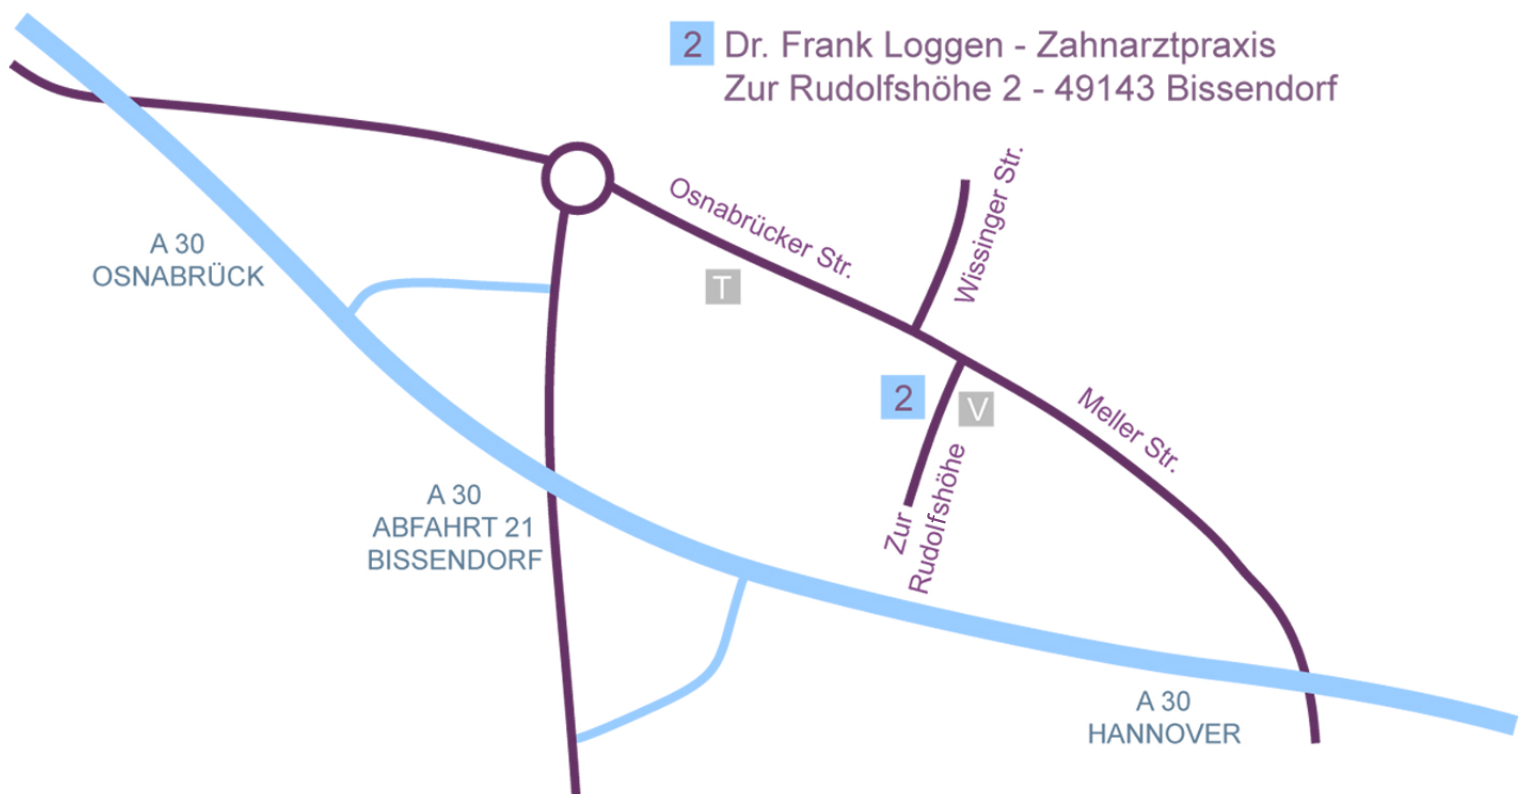 2 Dr. Frank Loggen - Zahnarztpraxis
Zur Rudolfshöhe 2 - 49143 Bissendorf
Wissinger Str.
Osnabrücker Str.
A 30
OSNABRÜCK
T
2
V
Meller Str.
Zur
Rudolfshöhe
A 30
ABFAHRT 21
BISSENDORF
A 30
HANNOVER